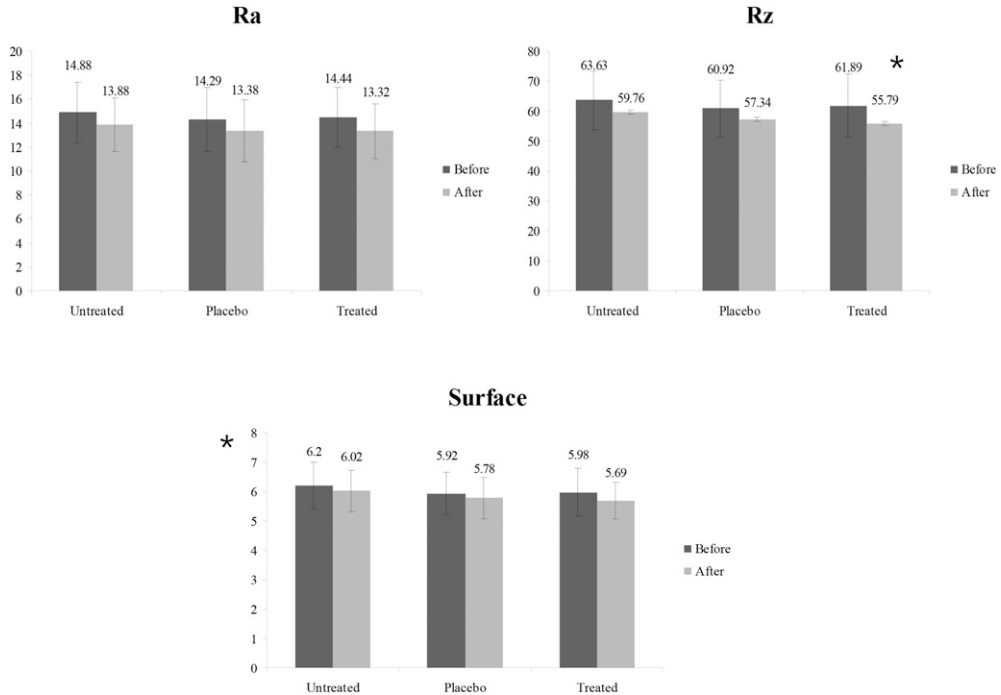 Ra
20
18
16
14
12
10
8
6
4
2
0
14.88
13.88
14.29
13.38
14.44
13.32
Untreated
Placebo
Treated
Before
After
Rz
80
70
60
50
40
30
20
10
0
63.63
59.76
60.92
57.34
61.89
55.79
*
Untreated
Placebo
Treated
Before
After
Surface
*
8
7
6
5
4
3
2
1
0
6.2
6.02
5.92
5.78
5.98
5.69
Untreated
Placebo
Treated
Before
After